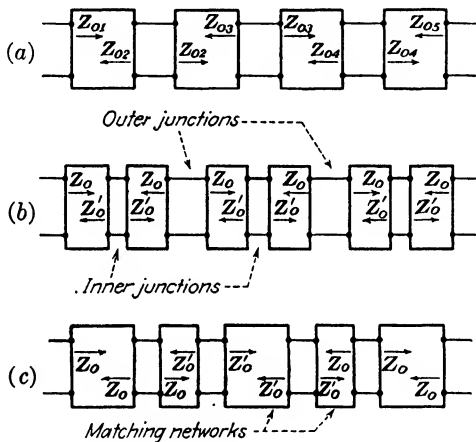 Z01 Z03 Z03 Z05
(a) Z02 Z02 Z04 Z04
Outer junctions
Z0 Z0 Z0 Z0 Z0 Z0
(b) Z'0 Z'0 Z'0 Z'0 Z'0 Z'0
Inner junctions
Z0 Z'0 Z'0 Z0 Z0
(c) Z0 Z0 Z'0 Z'0 Z0
Matching networks